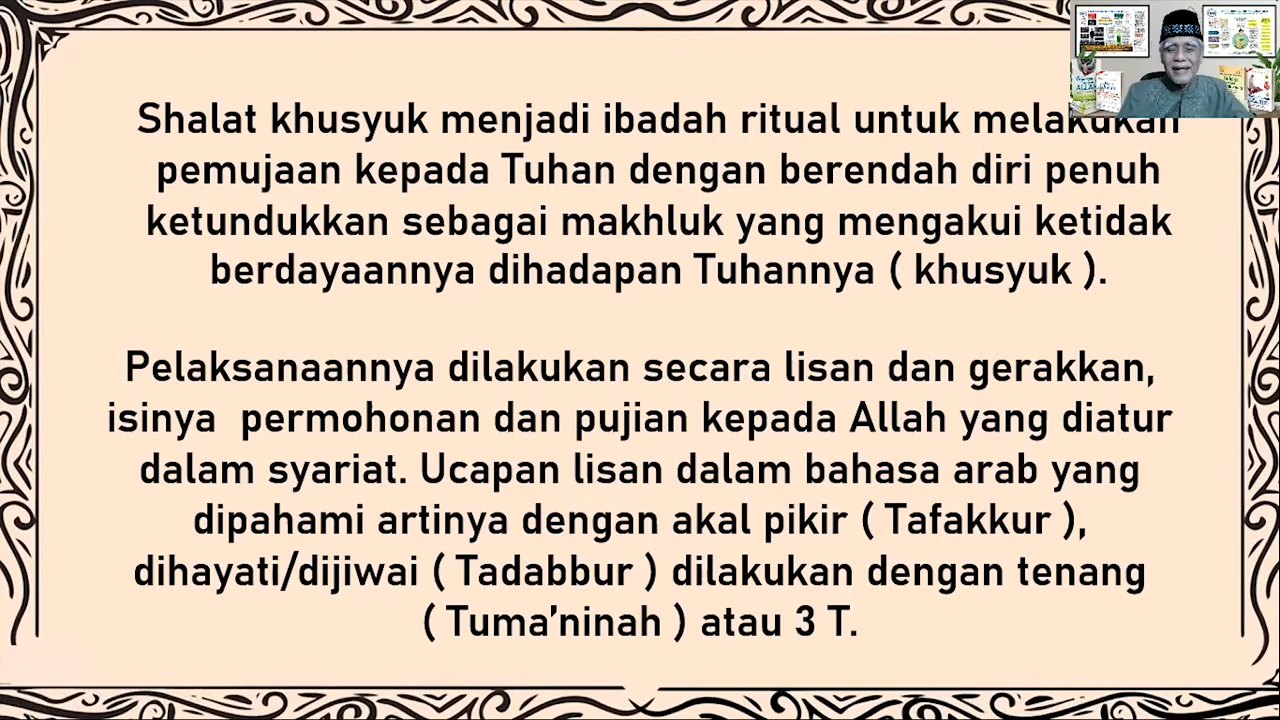 Shalat khusyuk menjadi ibadah ritual untuk melakukan
pemujaan kepada Tuhan dengan berendah diri penuh
ketundukkan sebagai makhluk yang mengakui ketidak
berdayaannya dihadapan Tuhannya ( khusyuk ).
Pelaksanaannya dilakukan secara lisan dan gerakkan,
isinya  permohonan dan pujian kepada Allah yang diatur
dalam syariat. Ucapan lisan dalam bahasa arab yang
dipahami artinya dengan akal pikir ( Tafakkur ),
dihayati/dijiwai ( Tadabbur ) dilakukan dengan tenang
( Tuma’ninah ) atau 3 T.